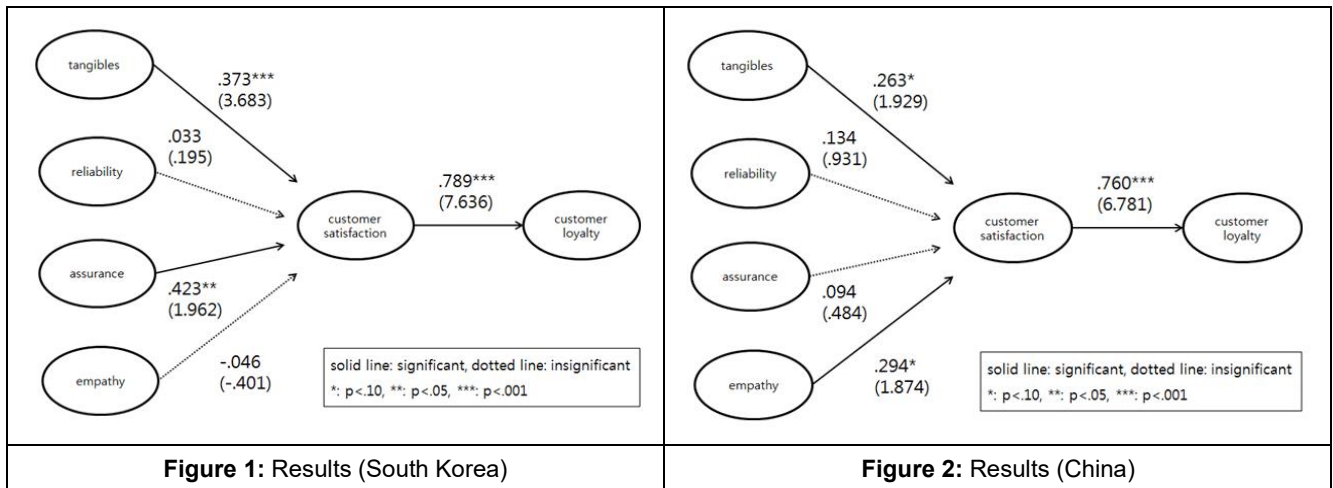 tangibles
.373***
(3.683)
.033
(.195)
reliability
.789***
(7.636)
customer
satisfaction
customer
loyalty
assurance
.423**
(1.962)
-.046
(-.401)
empathy
solid line: significant, dotted line: insignificant
*: p<.10, **: p<.05, ***: p<.001
Figure 1: Results (South Korea)
tangibles
.263*
(1.929)
.134
(.931)
reliability
.760***
(6.781)
customer
satisfaction
customer
loyalty
assurance
.094
(.484)
.294*
(1.874)
empathy
solid line: significant, dotted line: insignificant
*: p<.10, **: p<.05, ***: p<.001
Figure 2: Results (China)